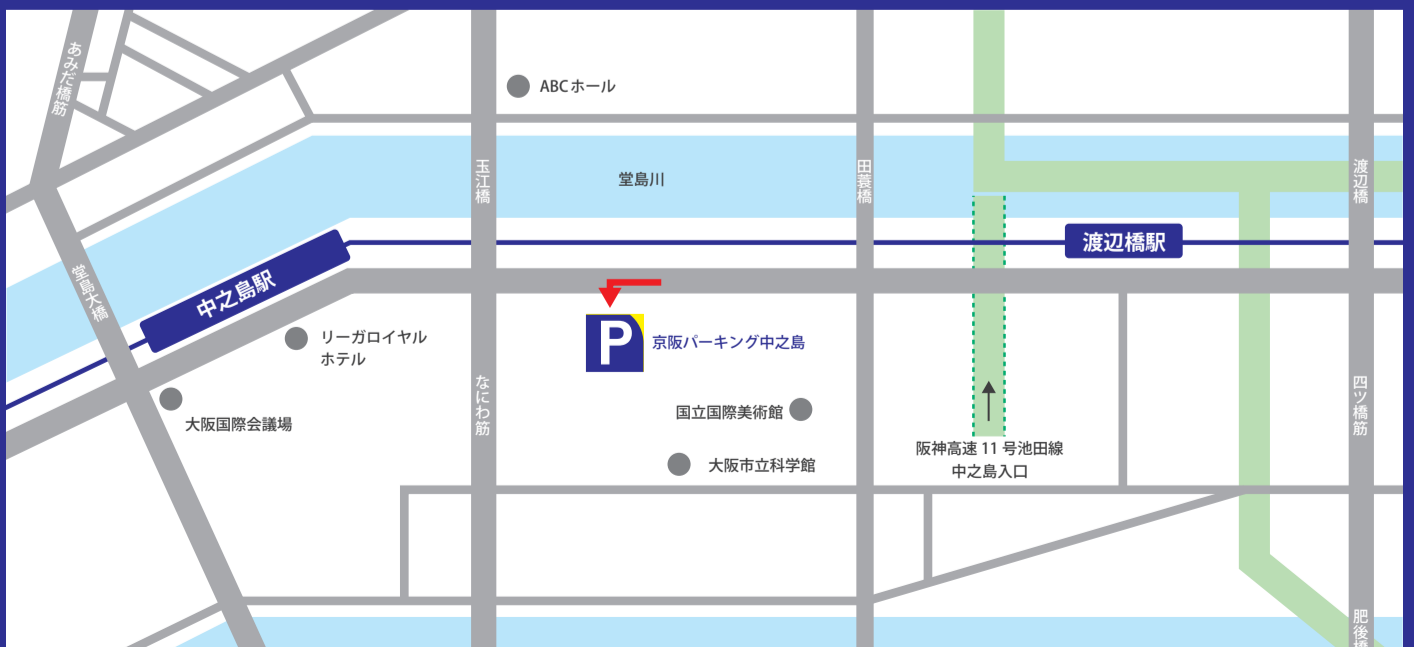 あみだ橋筋
ABCホール
玉江橋
堂島川
田蓑橋
渡辺橋
渡辺橋駅
堂島大橋
中之島駅
リーガロイヤル
ホテル
P
京阪パーキング中之島
なにわ筋
四ツ橋筋
大阪国際会議場
国立国際美術館
大阪市立科学館
阪神高速 11 号池田線
中之島入口
肥後橋